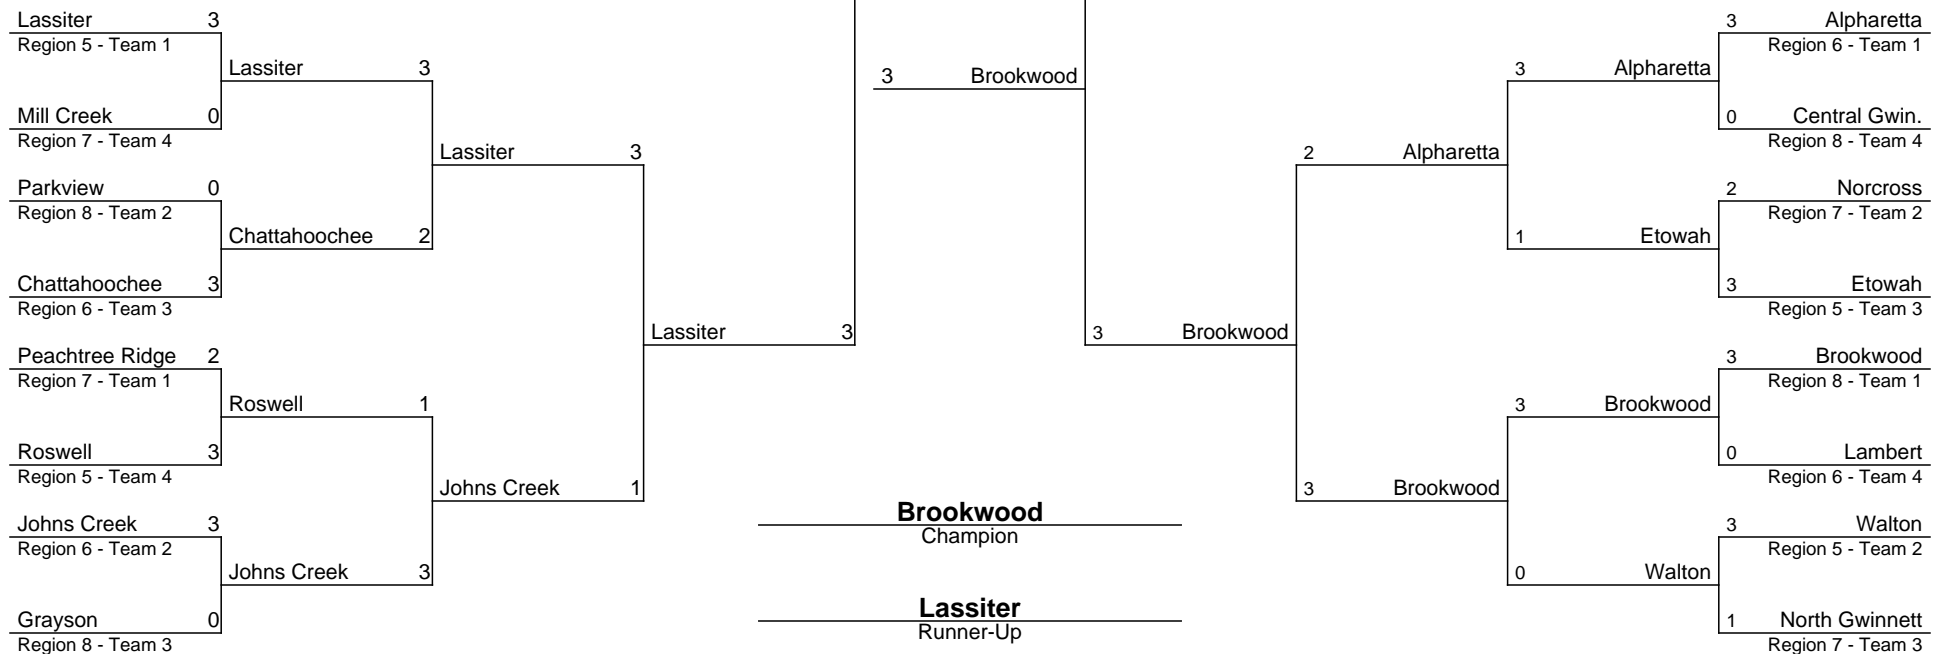 Lassiter 3
Region 5 - Team 1
Mill Creek 0
Region 7 - Team 4
Parkview 0
Region 8 - Team 2
Chattahoochee 3
Region 6 - Team 3
Peachtree Ridge 2
Region 7 - Team 1
Roswell 3
Region 5 - Team 4
Johns Creek 3
Region 6 - Team 2
Grayson 0
Region 8 - Team 3
Lassiter 3
Chattahoochee 2
Roswell 1
Johns Creek 3
Lassiter 3
Johns Creek 1
Lassiter 3
3 Brookwood
Brookwood
Champion
Lassiter
Runner-Up
3 Brookwood
2 Alpharetta
3 Brookwood
3 Alpharetta
1 Etowah
3 Brookwood
0 Walton
3 Alpharetta
Region 6 - Team 1
0 Central Gwin.
Region 8 - Team 4
2 Norcross
Region 7 - Team 2
3 Etowah
Region 5 - Team 3
3 Brookwood
Region 8 - Team 1
0 Lambert
Region 6 - Team 4
3 Walton
Region 5 - Team 2
1 North Gwinnett
Region 7 - Team 3